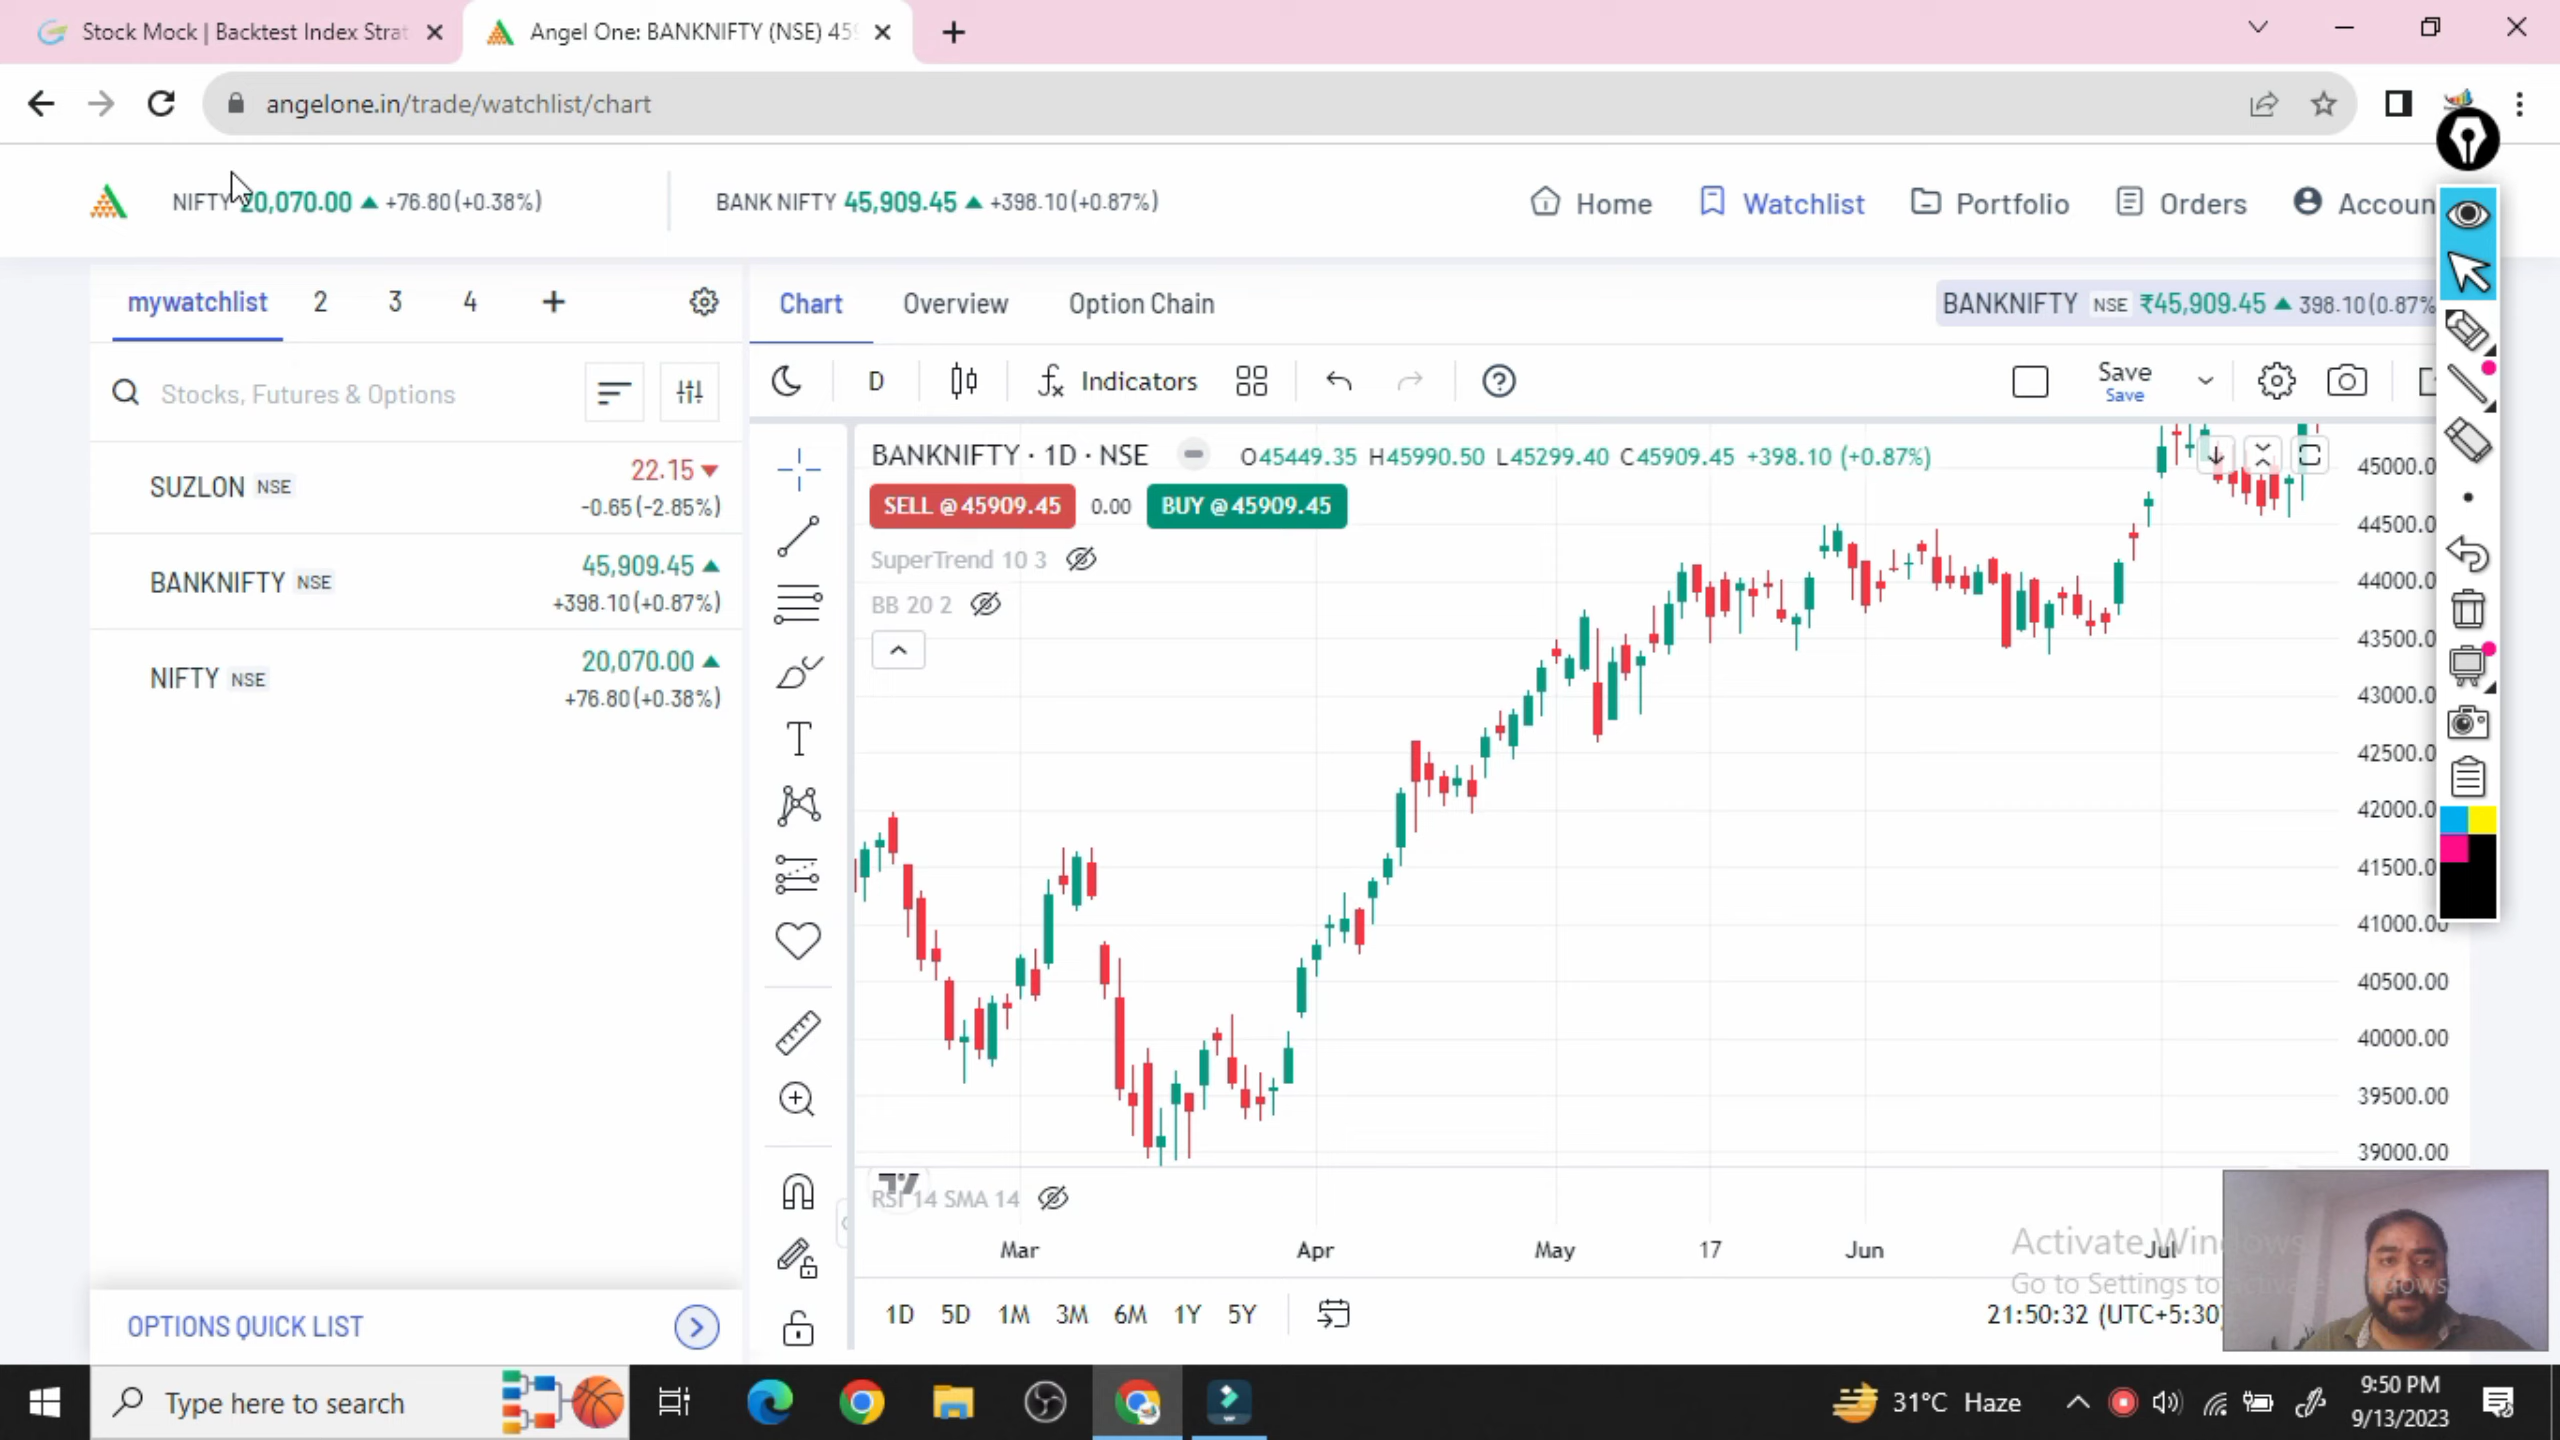 Stock Mock | Backtest Index Strat
Angel One: BANKNIFTY (NSE) 45
angelone.in/trade/watchlist/chart
NIFTY 20,070.00 ▲ +76.80 (+0.38%)
BANK NIFTY 45,909.45 ▲ +398.10 (+0.87%)
Home
Watchlist
Portfolio
Orders
Accoun
mywatchlist 2 3 4 +
Chart Overview Option Chain
BANKNIFTY NSE ₹45,909.45 ▲ 398.10 (0.87%
Stocks, Futures & Options
D
Indicators
Save
Save
SUZLON NSE 22.15 ▼
-0.65 (-2.85%)
BANKNIFTY NSE 45,909.45 ▲
+398.10 (+0.87%)
NIFTY NSE 20,070.00 ▲
+76.80 (+0.38%)
BANKNIFTY · 1D · NSE
O45449.35 H45990.50 L45299.40 C45909.45 +398.10 (+0.87%)
SELL @ 45909.45 0.00 BUY @ 45909.45
SuperTrend 10 3
BB 20 2
T
45000.0
44500.0
44000.0
43500.0
43000.0
42500.0
42000.0
41500.0
41000.0
40500.00
40000.00
39500.00
39000.00
RSI 14 SMA 14
Mar Apr May 17 Jun Jul
Activate Windows
Go to Settings to activate Windows.
1D 5D 1M 3M 6M 1Y 5Y
21:50:32 (UTC+5:30)
OPTIONS QUICK LIST
Type here to search
31°C Haze
9:50 PM
9/13/2023